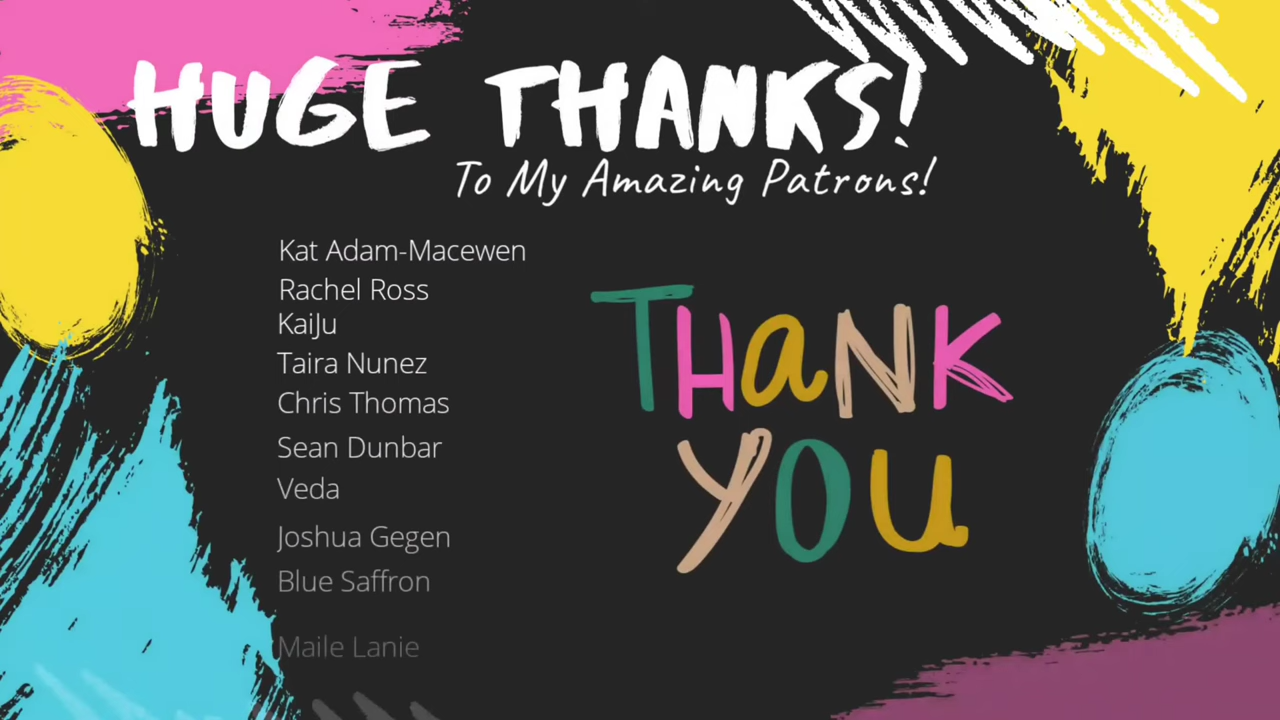 HUGE THANKS!
To My Amazing Patrons!
Kat Adam-Macewen
Rachel Ross
KaiJu
Taira Nunez
Chris Thomas
Sean Dunbar
Veda
Joshua Gegen
Blue Saffron
Maile Lanie
THaNK
YOU